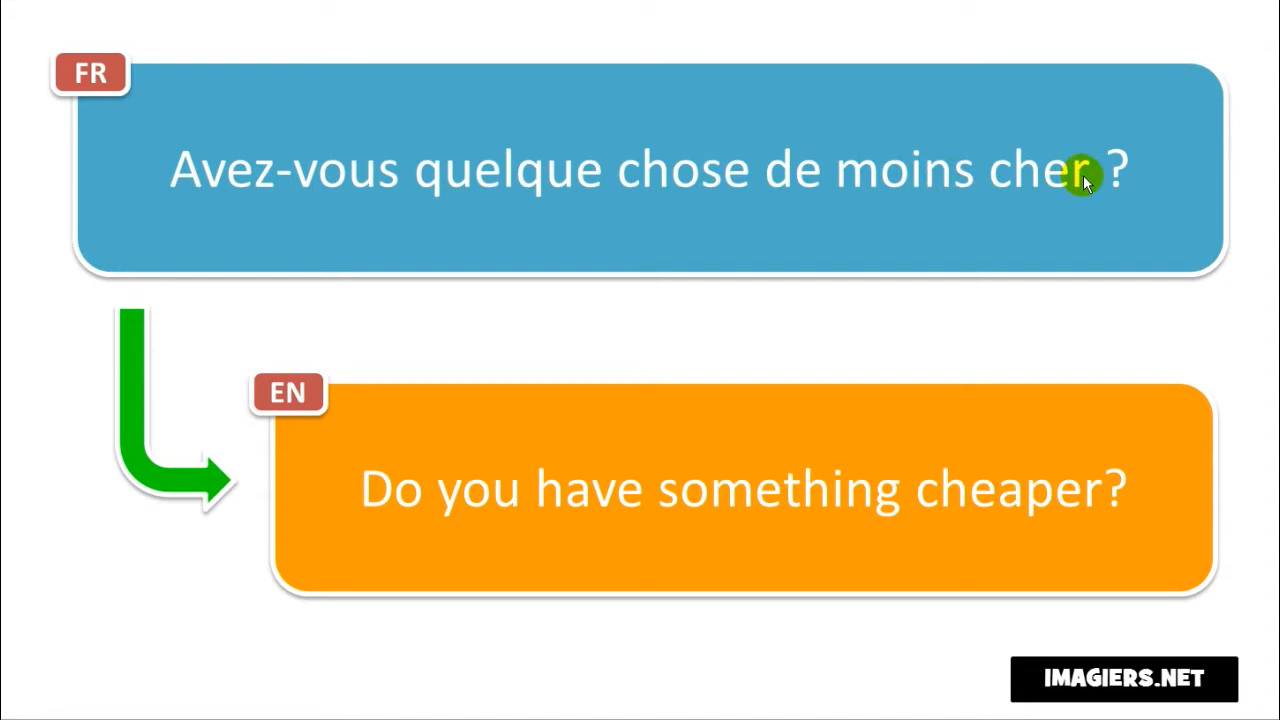 FR
Avez-vous quelque chose de moins cher ?
EN
Do you have something cheaper?
IMAGIERS.NET